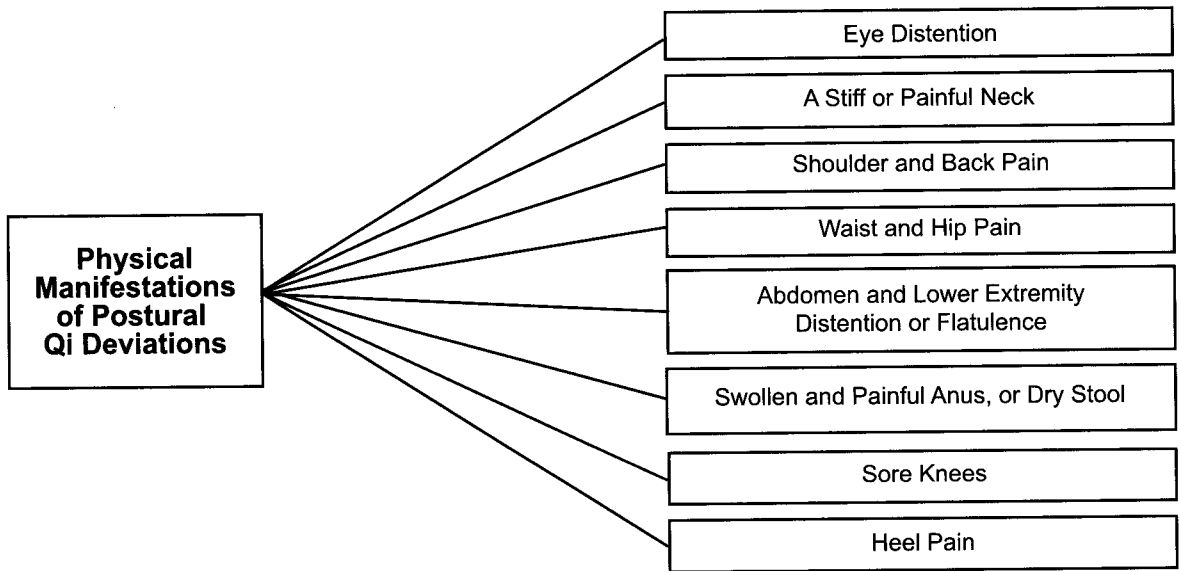 Physical
Manifestations
of Postural
Qi Deviations
Eye Distention
A Stiff or Painful Neck
Shoulder and Back Pain
Waist and Hip Pain
Abdomen and Lower Extremity
Distention or Flatulence
Swollen and Painful Anus, or Dry Stool
Sore Knees
Heel Pain